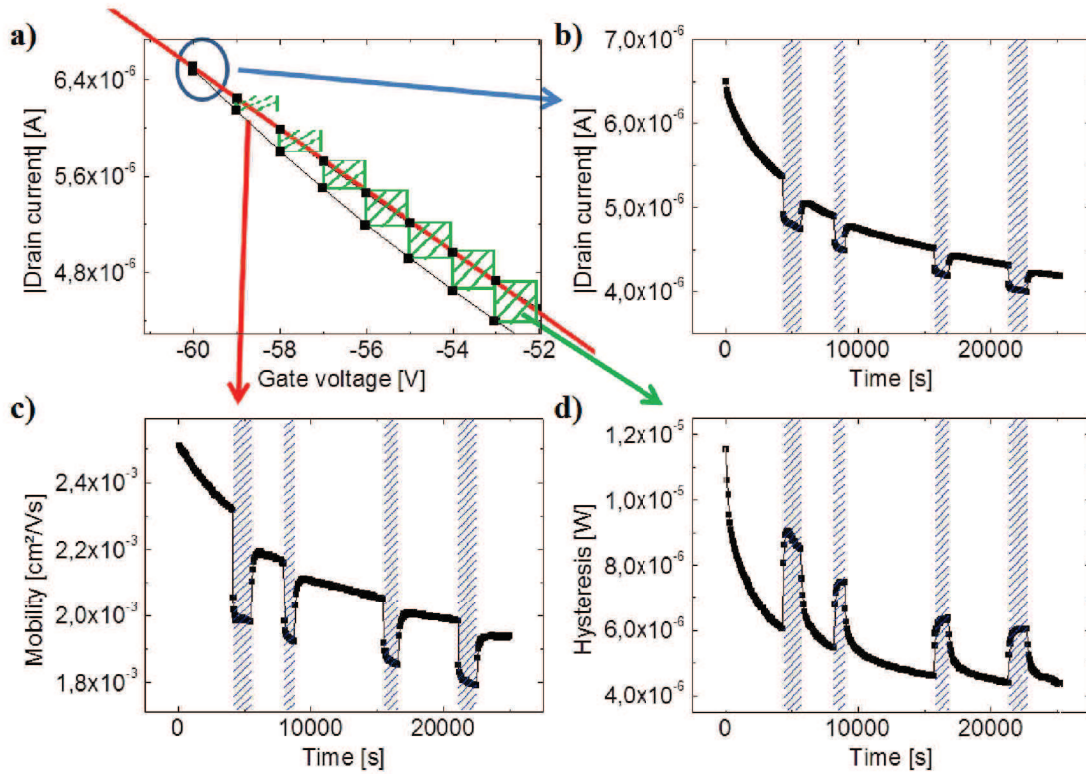 a)
6,4x10⁻⁶
5,6x10⁻⁶
4,8x10⁻⁶
|Drain current| [A]
-60 -58 -56 -54 -52
Gate voltage [V]
b)
7,0x10⁻⁶
6,0x10⁻⁶
5,0x10⁻⁶
4,0x10⁻⁶
|Drain current| [A]
0 10000 20000
Time [s]
c)
2,4x10⁻³
2,2x10⁻³
2,0x10⁻³
1,8x10⁻³
Mobility [cm²/Vs]
0 10000 20000
Time [s]
d)
1,2x10⁻⁵
1,0x10⁻⁵
8,0x10⁻⁶
6,0x10⁻⁶
4,0x10⁻⁶
Hysteresis [W]
0 10000 20000
Time [s]